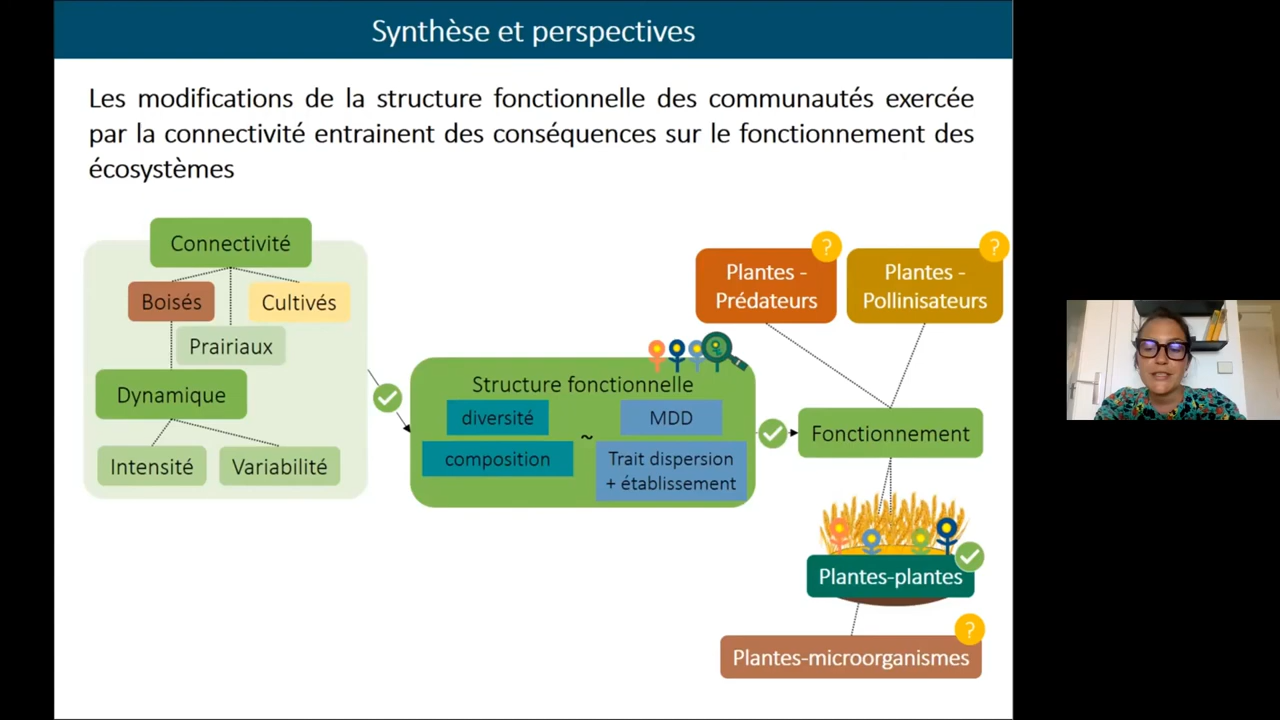 Synthèse et perspectives
Les modifications de la structure fonctionnelle des communautés exercée
par la connectivité entrainent des conséquences sur le fonctionnement des
écosystèmes
Connectivité
Boisés
Cultivés
Prairiaux
Dynamique
Intensité
Variabilité
Structure fonctionnelle
diversité
composition
~
MDD
Trait dispersion
+ établissement
?
Plantes -
Prédateurs
?
Plantes -
Pollinisateurs
Fonctionnement
Plantes-plantes
?
Plantes-microorganismes